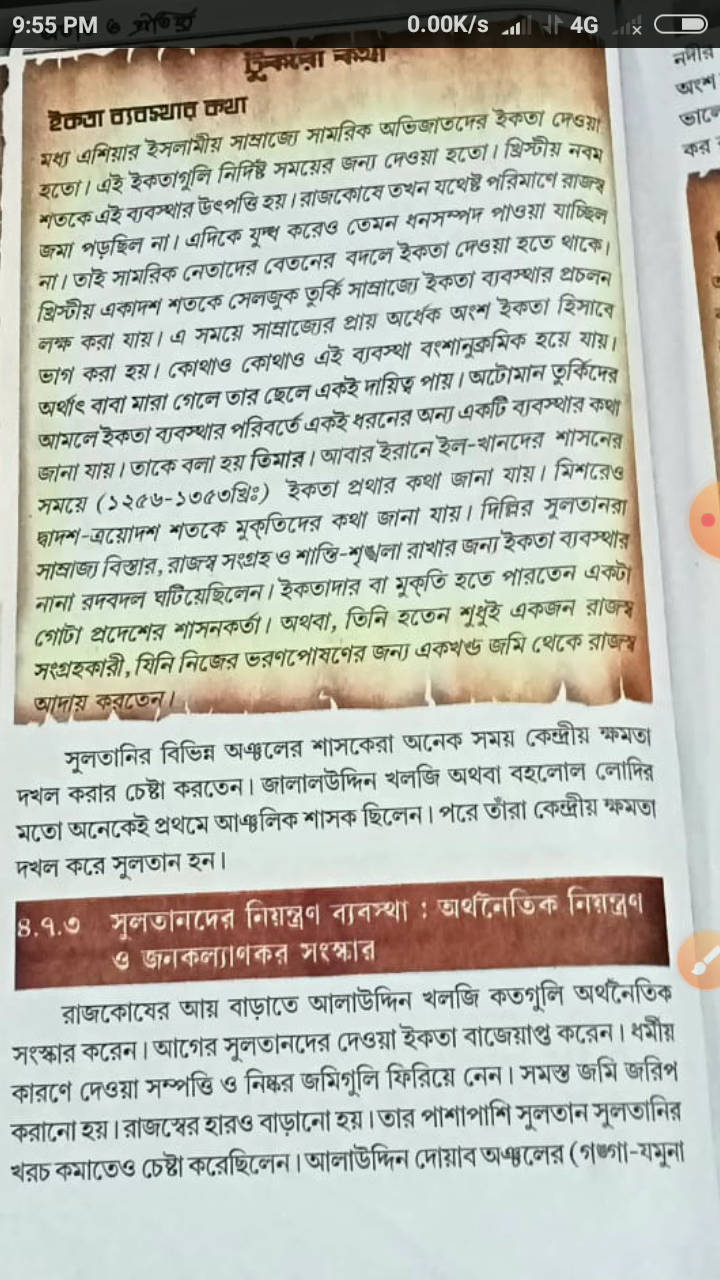 9:55 PM 0.00K/s 4G
ও ঐতিহ্য
টুকরো কথা
ইকতা ব্যবস্থার কথা
মধ্য এশিয়ার ইসলামীয় সাম্রাজ্যে সামরিক অভিজাতদের ইকতা দেওয়া
হতো। এই ইকতাগুলি নির্দিষ্ট সময়ের জন্য দেওয়া হতো। খ্রিস্টীয় নবম
শতকে এই ব্যবস্থার উৎপত্তি হয়। রাজকোষে তখন যথেষ্ট পরিমাণে রাজস্ব
জমা পড়ছিল না। এদিকে যুদ্ধ করেও তেমন ধনসম্পদ পাওয়া যাচ্ছিল
না। তাই সামরিক নেতাদের বেতনের বদলে ইকতা দেওয়া হতে থাকে।
খ্রিস্টীয় একাদশ শতকে সেলজুক তুর্কি সাম্রাজ্যে ইকতা ব্যবস্থার প্রচলন
লক্ষ করা যায়। এ সময়ে সাম্রাজ্যের প্রায় অর্ধেক অংশ ইকতা হিসাবে
ভাগ করা হয়। কোথাও কোথাও এই ব্যবস্থা বংশানুক্রমিক হয়ে যায়।
অর্থাৎ বাবা মারা গেলে তার ছেলে একই দায়িত্ব পায়। অটোমান তুর্কিদের
আমলে ইকতা ব্যবস্থার পরিবর্তে একই ধরনের অন্য একটি ব্যবস্থার কথা
জানা যায়। তাকে বলা হয় তিমার। আবার ইরানে ইল-খানদের শাসনের
সময়ে (১২৫৬-১৩৫৩খ্রিঃ) ইকতা প্রথার কথা জানা যায়। মিশরেও
দ্বাদশ-ত্রয়োদশ শতকে মুক্‌তিদের কথা জানা যায়। দিল্লির সুলতানরা
সাম্রাজ্য বিস্তার, রাজস্ব সংগ্রহ ও শান্তি-শৃঙ্খলা রাখার জন্য ইকতা ব্যবস্থার
নানা রদবদল ঘটিয়েছিলেন। ইকতাদার বা মুক্‌তি হতে পারতেন একটা
গোটা প্রদেশের শাসনকর্তা। অথবা, তিনি হতেন শুধুই একজন রাজস্ব
সংগ্রহকারী, যিনি নিজের ভরণপোষণের জন্য একখণ্ড জমি থেকে রাজস্ব
আদায় করতেন।
সুলতানির বিভিন্ন অঞ্চলের শাসকেরা অনেক সময় কেন্দ্রীয় ক্ষমতা
দখল করার চেষ্টা করতেন। জালালউদ্দিন খলজি অথবা বহলোল লোদির
মতো অনেকেই প্রথমে আঞ্চলিক শাসক ছিলেন। পরে তাঁরা কেন্দ্রীয় ক্ষমতা
দখল করে সুলতান হন।
৪.৭.৩ সুলতানদের নিয়ন্ত্রণ ব্যবস্থা : অর্থনৈতিক নিয়ন্ত্রণ
ও জনকল্যাণকর সংস্কার
রাজকোষের আয় বাড়াতে আলাউদ্দিন খলজি কতগুলি অর্থনৈতিক
সংস্কার করেন। আগের সুলতানদের দেওয়া ইকতা বাজেয়াপ্ত করেন। ধর্মীয়
কারণে দেওয়া সম্পত্তি ও নিষ্কর জমিগুলি ফিরিয়ে নেন। সমস্ত জমি জরিপ
করানো হয়। রাজস্বের হারও বাড়ানো হয়। তার পাশাপাশি সুলতান সুলতানির
খরচ কমাতেও চেষ্টা করেছিলেন। আলাউদ্দিন দোয়াব অঞ্চলের (গঙ্গা-যমুনা
নদীর
অংশ
কর